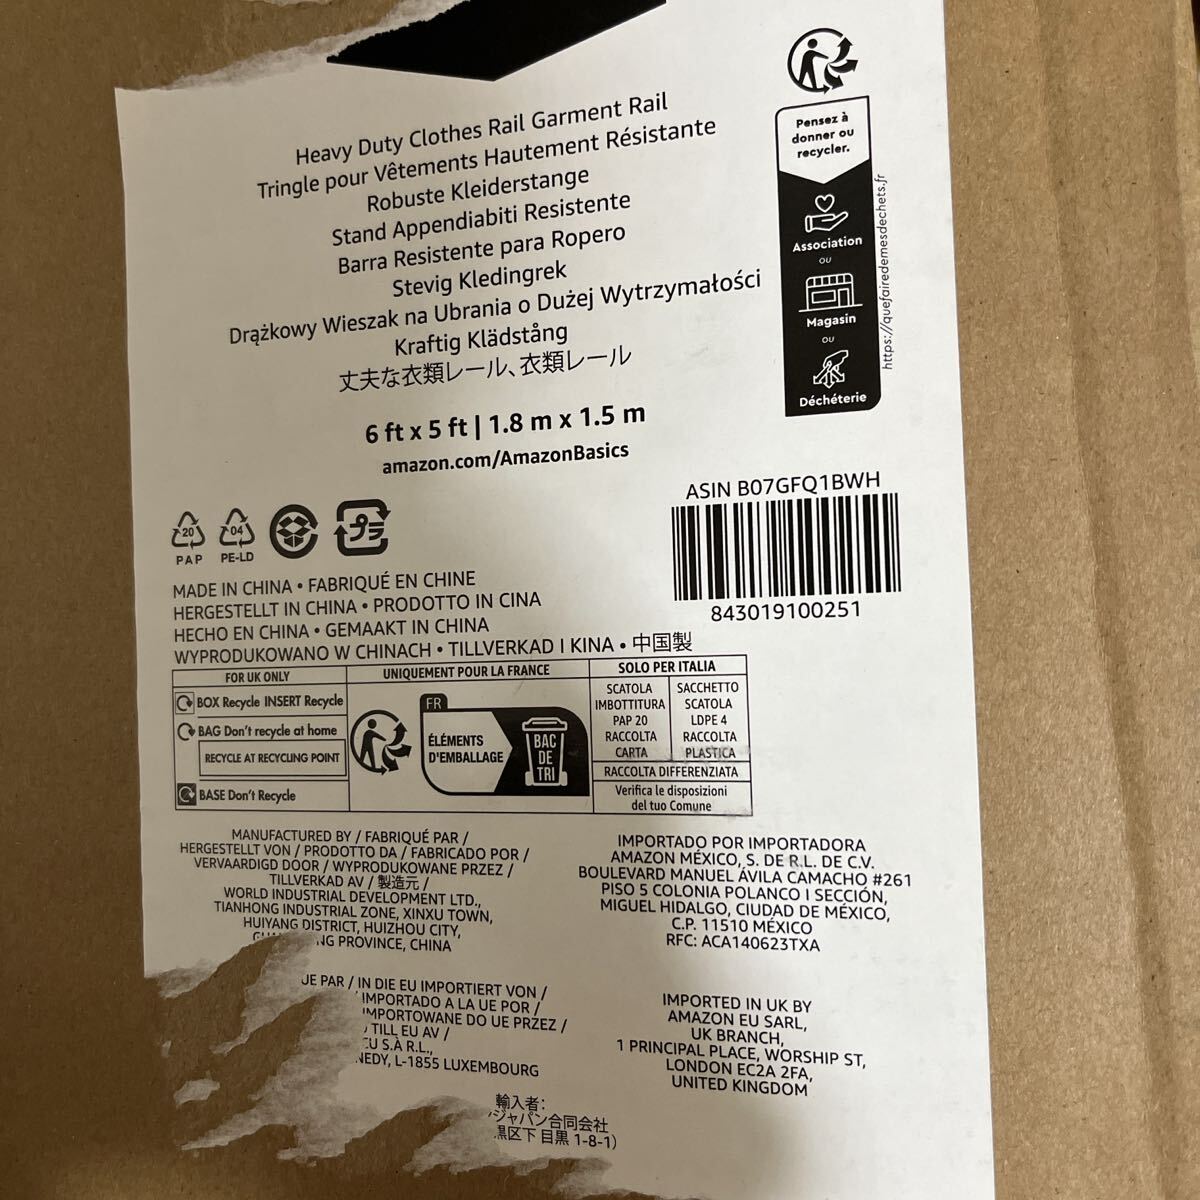 Heavy Duty Clothes Rail Garment Rail
Tringle pour Vêtements Hautement Résistante
Robuste Kleiderstange
Stand Appendiabiti Resistente
Barra Resistente para Ropero
Stevig Kledingrek
Drążkowy Wieszak na Ubrania o Dużej Wytrzymałości
Kraftig Klädstång
丈夫な衣類レール、衣類レール
6 ft x 5 ft | 1.8 m x 1.5 m
amazon.com/AmazonBasics
Pensez à
donner ou
recycler.
Association
ou
Magasin
ou
Déchéterie
https://quefairedemesdechets.fr
ASIN B07GFQ1BWH
843019100251
20
PAP
04
PE-LD
プラ
MADE IN CHINA • FABRIQUÉ EN CHINE
HERGESTELLT IN CHINA • PRODOTTO IN CINA
HECHO EN CHINA • GEMAAKT IN CHINA
WYPRODUKOWANO W CHINACH • TILLVERKAD I KINA • 中国製
FOR UK ONLY
BOX Recycle INSERT Recycle
BAG Don't recycle at home
RECYCLE AT RECYCLING POINT
BASE Don't Recycle
UNIQUEMENT POUR LA FRANCE
FR
ÉLÉMENTS
D'EMBALLAGE
BAC
DE
TRI
SOLO PER ITALIA
SCATOLA
IMBOTTITURA
PAP 20
RACCOLTA
CARTA
SACCHETTO
SCATOLA
LDPE 4
RACCOLTA
PLASTICA
RACCOLTA DIFFERENZIATA
Verifica le disposizioni
del tuo Comune
MANUFACTURED BY / FABRIQUÉ PAR /
HERGESTELLT VON / PRODOTTO DA / FABRICADO POR /
VERVAARDIGD DOOR / WYPRODUKOWANE PRZEZ /
TILLVERKAD AV / 製造元 /
WORLD INDUSTRIAL DEVELOPMENT LTD.,
TIANHONG INDUSTRIAL ZONE, XINXU TOWN,
HUIYANG DISTRICT, HUIZHOU CITY,
PROVINCE, CHINA
IMPORTADO POR IMPORTADORA
AMAZON MÉXICO, S. DE R.L. DE C.V.
BOULEVARD MANUEL ÁVILA CAMACHO #261
PISO 5 COLONIA POLANCO I SECCIÓN,
MIGUEL HIDALGO, CIUDAD DE MÉXICO,
C.P. 11510 MÉXICO
RFC: ACA140623TXA
UE PAR / IN DIE EU IMPORTIERT VON /
IMPORTADO A LA UE POR /
IMPORTOWANE DO UE PRZEZ /
TILL EU AV /
S.À R.L.,
NEDY, L-1855 LUXEMBOURG
IMPORTED IN UK BY
AMAZON EU SARL,
UK BRANCH,
1 PRINCIPAL PLACE, WORSHIP ST,
LONDON EC2A 2FA,
UNITED KINGDOM
輸入者:
ジャパン合同会社
黒区下目黒 1-8-1)